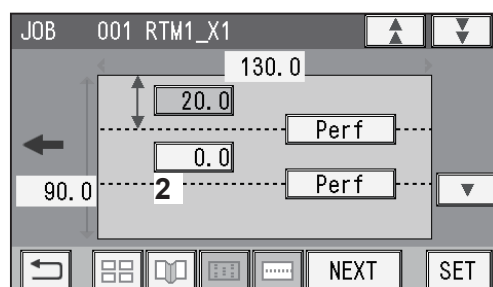 JOB 001 RTM1_X1
130.0
20.0
Perf
0.0
90.0 2 Perf
NEXT SET